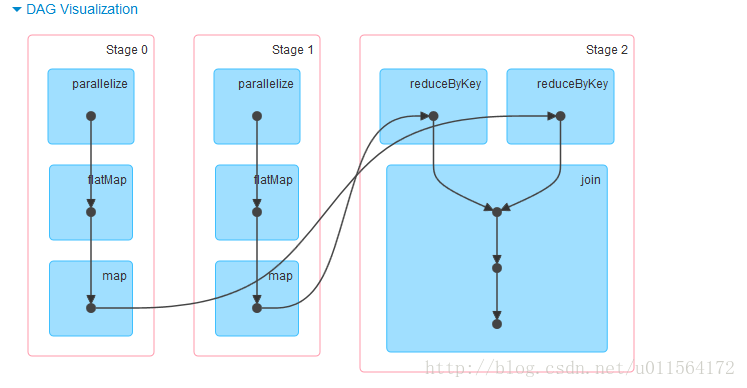 DAG Visualization
Stage 0
parallelize
flatMap
map
Stage 1
parallelize
flatMap
map
Stage 2
reduceByKey
reduceByKey
join
http://blog.csdn.net/u011564172